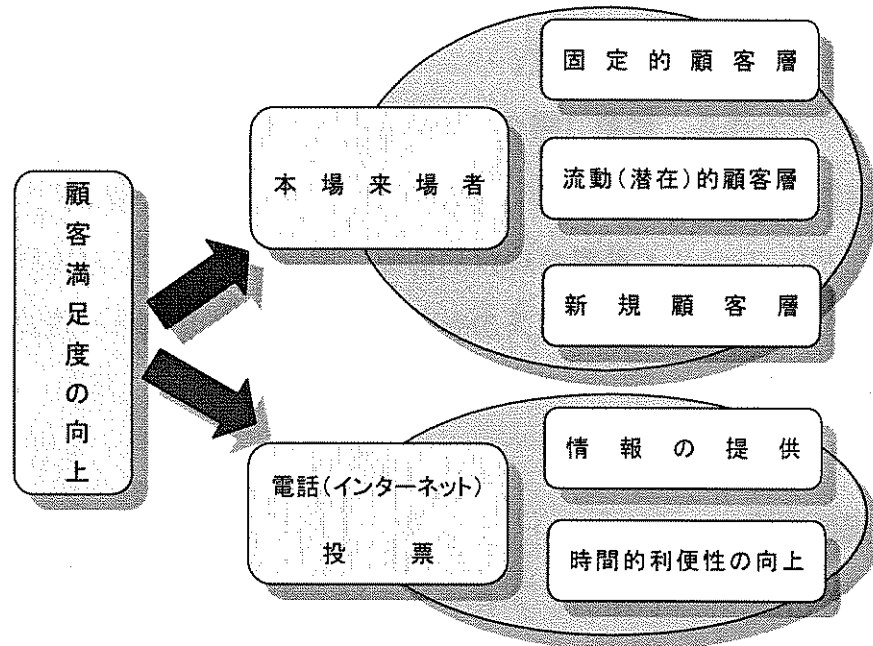 顧客満足度の向上
本場来場者
固定的顧客層
流動(潜在)的顧客層
新規顧客層
電話(インターネット)
投票
情報の提供
時間的利便性の向上